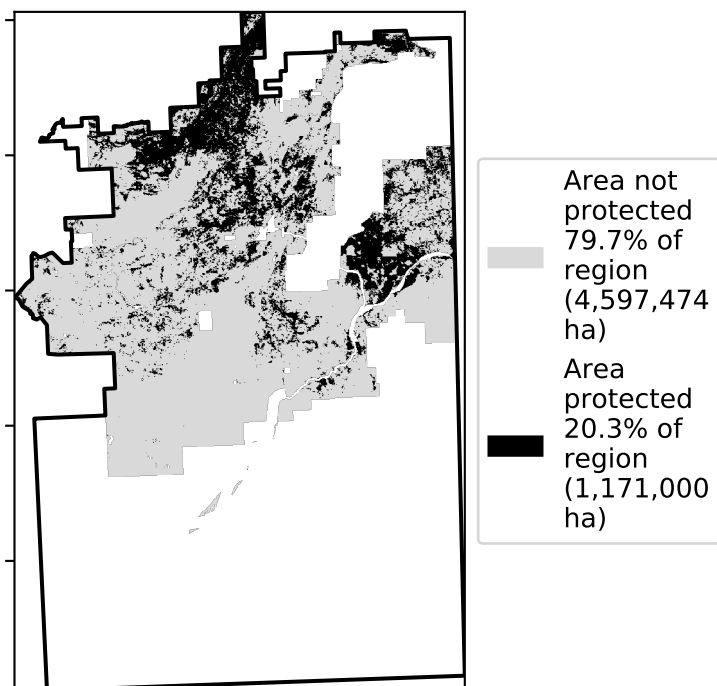 Area not
protected
79.7% of
region
(4,597,474
ha)
Area
protected
20.3% of
region
(1,171,000
ha)